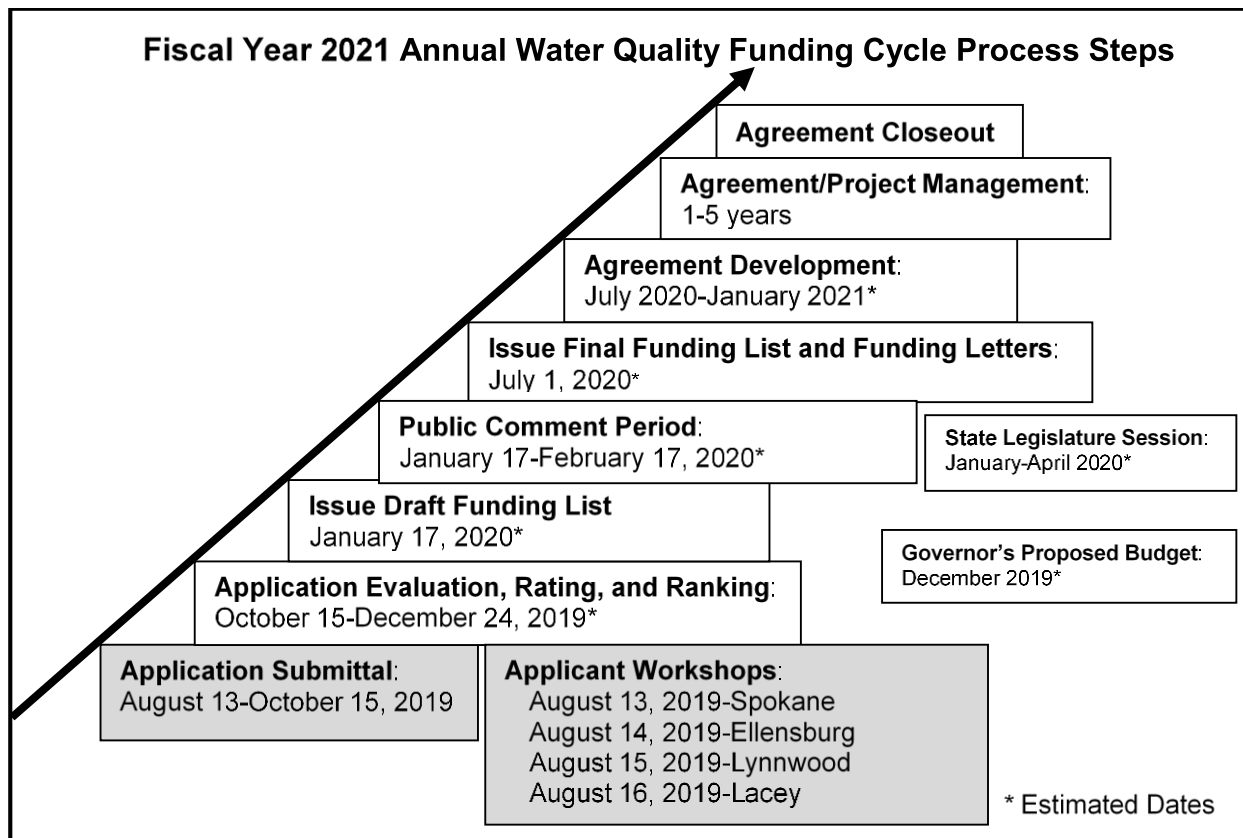 Fiscal Year 2021 Annual Water Quality Funding Cycle Process Steps
Agreement Closeout
Agreement/Project Management:
1-5 years
Agreement Development:
July 2020-January 2021*
Issue Final Funding List and Funding Letters:
July 1, 2020*
Public Comment Period:
January 17-February 17, 2020*
State Legislature Session:
January-April 2020*
Issue Draft Funding List
January 17, 2020*
Governor’s Proposed Budget:
December 2019*
Application Evaluation, Rating, and Ranking:
October 15-December 24, 2019*
Application Submittal:
August 13-October 15, 2019
Applicant Workshops:
August 13, 2019-Spokane
August 14, 2019-Ellensburg
August 15, 2019-Lynnwood
August 16, 2019-Lacey
* Estimated Dates